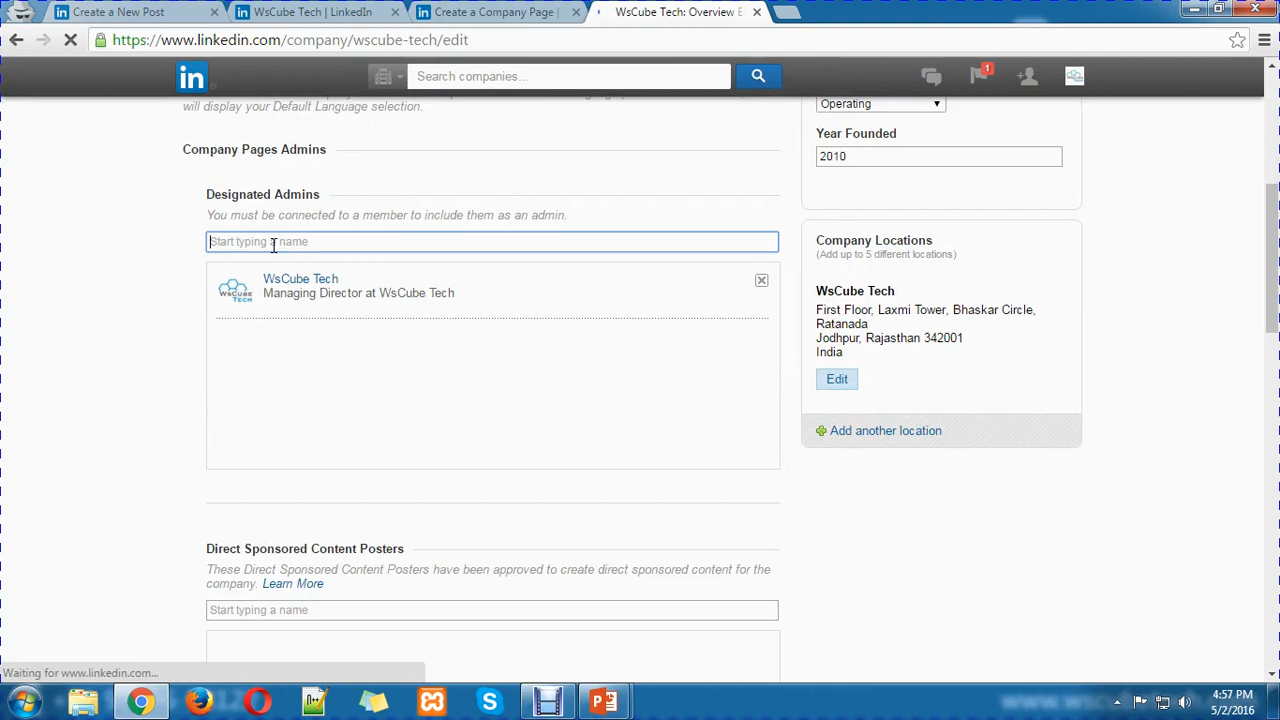 Create a New Post
WsCube Tech | LinkedIn
Create a Company Page |
WsCube Tech: Overview E
https://www.linkedin.com/company/wscube-tech/edit
in
Search companies...
1
will display your Default Language selection.
Company Pages Admins
Designated Admins
You must be connected to a member to include them as an admin.
Start typing a name
WsCube Tech
Managing Director at WsCube Tech
WSCUBE
TECH
Direct Sponsored Content Posters
These Direct Sponsored Content Posters have been approved to create direct sponsored content for the
company. Learn More
Start typing a name
Operating
Year Founded
2010
Company Locations
(Add up to 5 different locations)
WsCube Tech
First Floor, Laxmi Tower, Bhaskar Circle,
Ratanada
Jodhpur, Rajasthan 342001
India
Edit
Add another location
Waiting for www.linkedin.com...
4:57 PM
5/2/2016